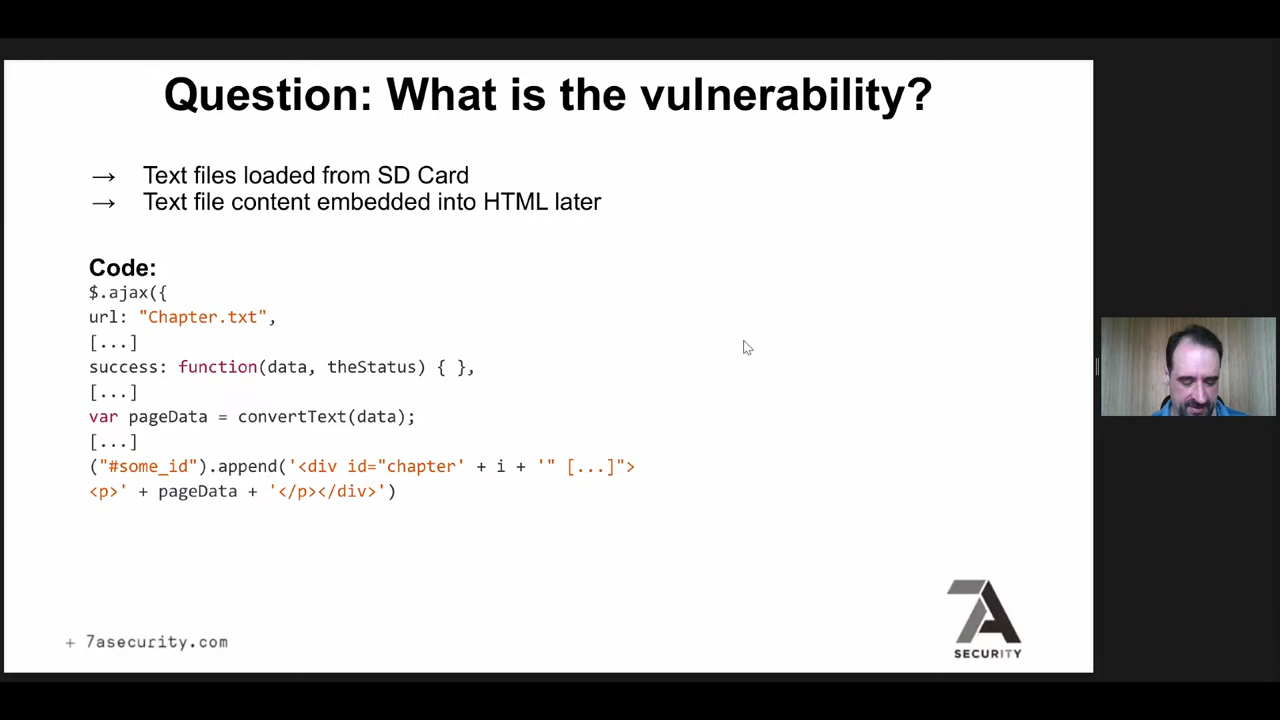 Question: What is the vulnerability?
→ Text files loaded from SD Card
→ Text file content embedded into HTML later
Code:
$.ajax({
url: "Chapter.txt",
[...]
success: function(data, theStatus) { },
[...]
var pageData = convertText(data);
[...]
("#some_id").append('<div id="chapter' + i + '" [...]">
<p>' + pageData + '</p></div>')
+ 7asecurity.com
7A
SECURITY